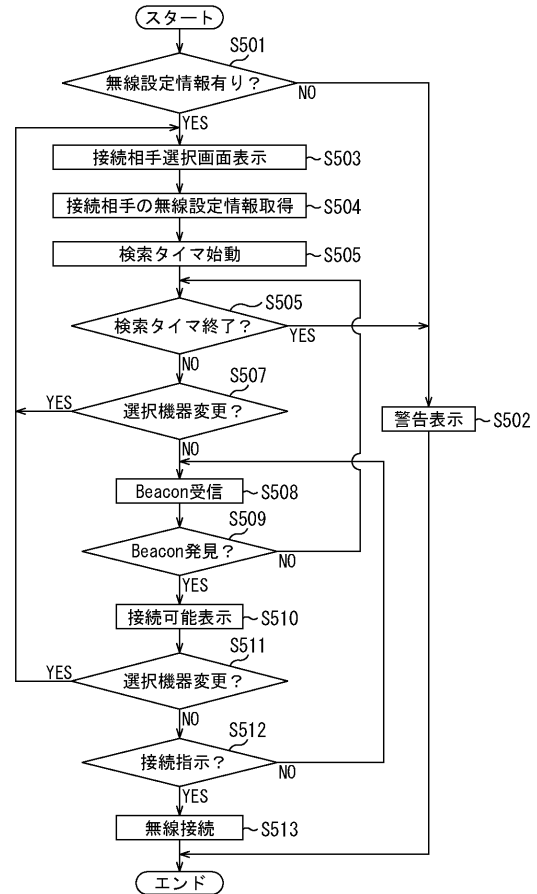 スタート
S501
無線設定情報有り？
NO
YES
接続相手選択画面表示
S503
接続相手の無線設定情報取得
S504
検索タイマ始動
S505
S505
検索タイマ終了？
YES
NO
S507
YES
選択機器変更？
警告表示
S502
NO
Beacon受信
S508
S509
Beacon発見？
NO
YES
接続可能表示
S510
S511
YES
選択機器変更？
NO
S512
接続指示？
NO
YES
無線接続
S513
エンド